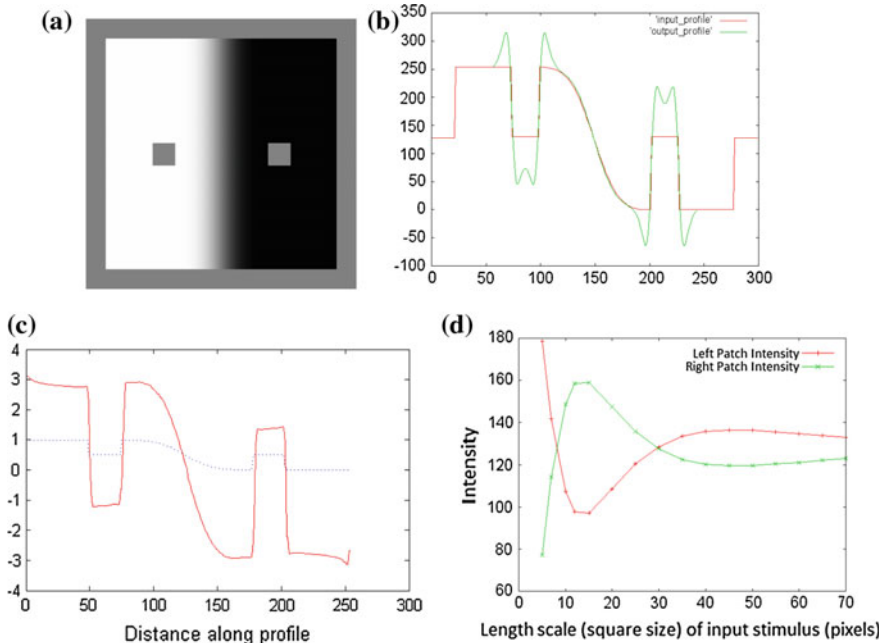 (a)
(b)
350
300
250
200
150
100
50
0
-50
-100
0 50 100 150 200 250 300
'input_profile'
'output_profile'
(c)
4
3
2
1
0
-1
-2
-3
-4
0 50 100 150 200 250 300
Distance along profile
(d)
180
160
140
120
100
80
60
Intensity
Left Patch Intensity
Right Patch Intensity
0 10 20 30 40 50 60 70
Length scale (square size) of input stimulus (pixels)